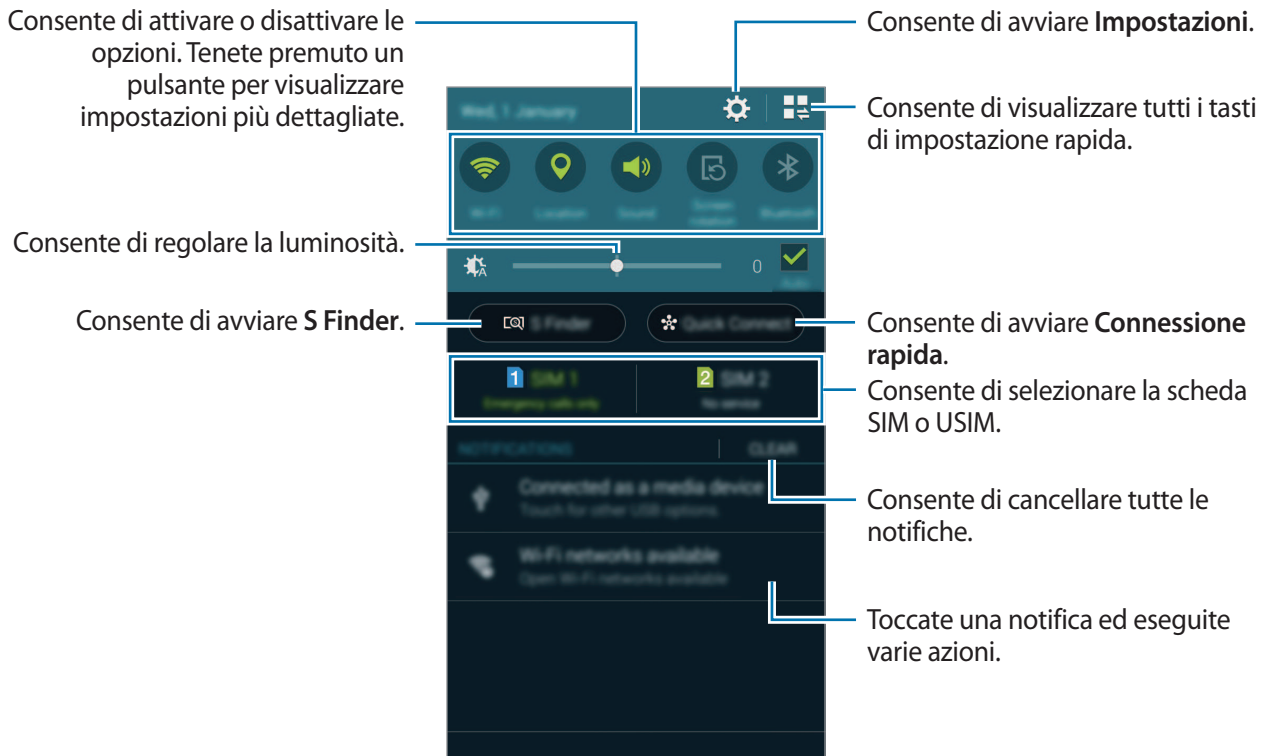 Consente di attivare o disattivare le
opzioni. Tenete premuto un
pulsante per visualizzare
impostazioni più dettagliate.
Consente di avviare Impostazioni.
Consente di visualizzare tutti i tasti
di impostazione rapida.
Wed, 1 January
Wi-Fi
Location
Sound
Screen
rotation
Bluetooth
Consente di regolare la luminosità.
A
0
Auto
Consente di avviare S Finder.
S Finder
Quick Connect
Consente di avviare Connessione
rapida.
1 SIM 1
Emergency calls only
2 SIM 2
No service
Consente di selezionare la scheda
SIM o USIM.
NOTIFICATIONS
CLEAR
Consente di cancellare tutte le
notifiche.
Connected as a media device
Touch for other USB options.
Wi-Fi networks available
Open Wi-Fi networks available
Toccate una notifica ed eseguite
varie azioni.